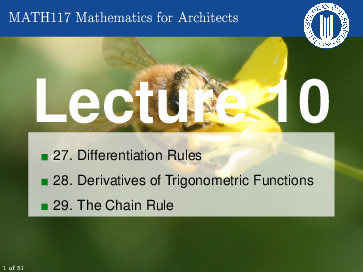 MATH117 Mathematics for Architects
Lecture 10
27. Differentiation Rules
28. Derivatives of Trigonometric Functions
29. The Chain Rule
1 of 51